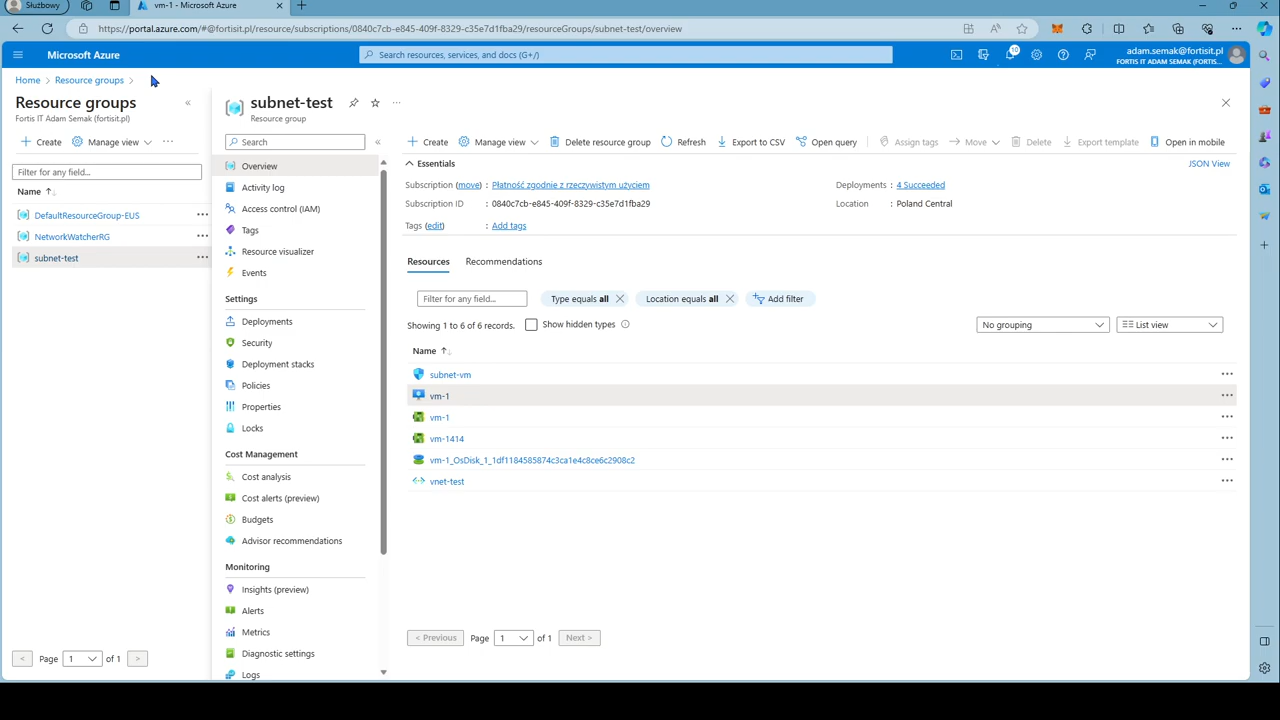 Służbowy
vm-1 - Microsoft Azure
https://portal.azure.com/#@fortisit.pl/resource/subscriptions/0840c7cb-e845-409f-8329-c35e7d1fba29/resourceGroups/subnet-test/overview
Microsoft Azure
Search resources, services, and docs (G+/)
10
adam.semak@fortisit.pl
FORTIS IT ADAM SEMAK (FORTIS...
Home > Resource groups >
Resource groups
Fortis IT Adam Semak (fortisit.pl)
Create
Manage view
Filter for any field...
Name
DefaultResourceGroup-EUS
NetworkWatcherRG
subnet-test
< Page 1 of 1 >
subnet-test
Resource group
Search
Overview
Activity log
Access control (IAM)
Tags
Resource visualizer
Events
Settings
Deployments
Security
Deployment stacks
Policies
Properties
Locks
Cost Management
Cost analysis
Cost alerts (preview)
Budgets
Advisor recommendations
Monitoring
Insights (preview)
Alerts
Metrics
Diagnostic settings
Logs
Create
Manage view
Delete resource group
Refresh
Export to CSV
Open query
Assign tags
Move
Delete
Export template
Open in mobile
Essentials
JSON View
Subscription (move) : Płatność zgodnie z rzeczywistym użyciem
Subscription ID : 0840c7cb-e845-409f-8329-c35e7d1fba29
Tags (edit) : Add tags
Deployments : 4 Succeeded
Location : Poland Central
Resources
Recommendations
Filter for any field...
Type equals all
Location equals all
Add filter
Showing 1 to 6 of 6 records.
Show hidden types
No grouping
List view
Name
subnet-vm
vm-1
vm-1
vm-1414
vm-1_OsDisk_1_1df1184585874c3ca1e4c8ce6c2908c2
vnet-test
< Previous Page 1 of 1 Next >